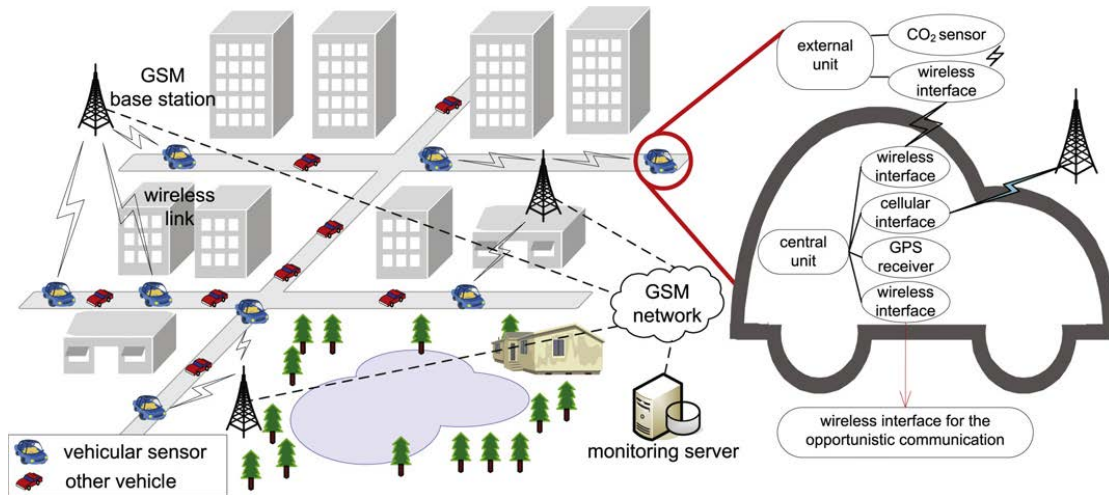 GSM
base station
wireless
link
GSM
network
monitoring server
vehicular sensor
other vehicle
external
unit
CO₂ sensor
wireless
interface
wireless
interface
cellular
interface
central
unit
GPS
receiver
wireless
interface
wireless interface for the
opportunistic communication